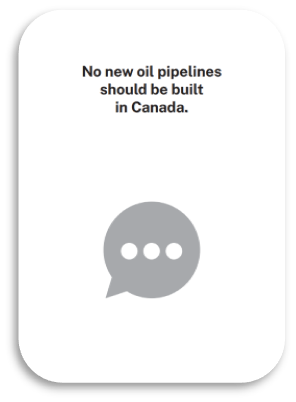 No new oil pipelines
should be built
in Canada.